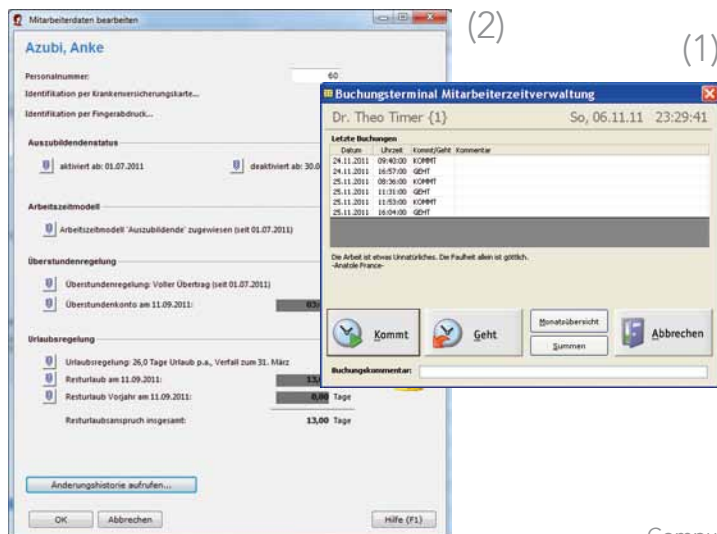 Mitarbeiterdaten bearbeiten
(2)
(1)
Azubi, Anke
Personalnummer: 60
Identifikation per Krankenversicherungskarte...
Identifikation per Fingerabdruck...
Auszubildendenstatus
aktiviert ab: 01.07.2011
deaktiviert ab: 30.0
Arbeitszeitmodell
Arbeitszeitmodell 'Auszubildende' zugewiesen (seit 01.07.2011)
Überstundenregelung
Überstundenregelung: Voller Übertrag (seit 01.07.2011)
Überstundenkonto am 11.09.2011:
Urlaubsregelung
Urlaubsregelung: 26,0 Tage Urlaub p.a., Verfall zum 31. März
Resturlaub am 11.09.2011:
Resturlaub Vorjahr am 11.09.2011: 0,00 Tage
Resturlaubsanspruch insgesamt: 13,00 Tage
Änderungshistorie aufrufen...
OK
Abbrechen
Hilfe (F1)
Buchungsterminal Mitarbeiterzeitverwaltung
Dr. Theo Timer {1}
So, 06.11.11 23:29:41
Letzte Buchungen
Datum Uhrzeit Kommt/Geht Kommentar
24.11.2011 09:40:00 KOMMT
24.11.2011 16:57:00 GEHT
25.11.2011 08:36:00 KOMMT
25.11.2011 11:31:00 GEHT
25.11.2011 11:53:00 KOMMT
25.11.2011 16:04:00 GEHT
Die Arbeit ist etwas Unnatürliches. Die Faulheit allein ist göttlich.
-Anatole France-
Kommt
Geht
Monatsübersicht
Summen
Abbrechen
Buchungskommentar: